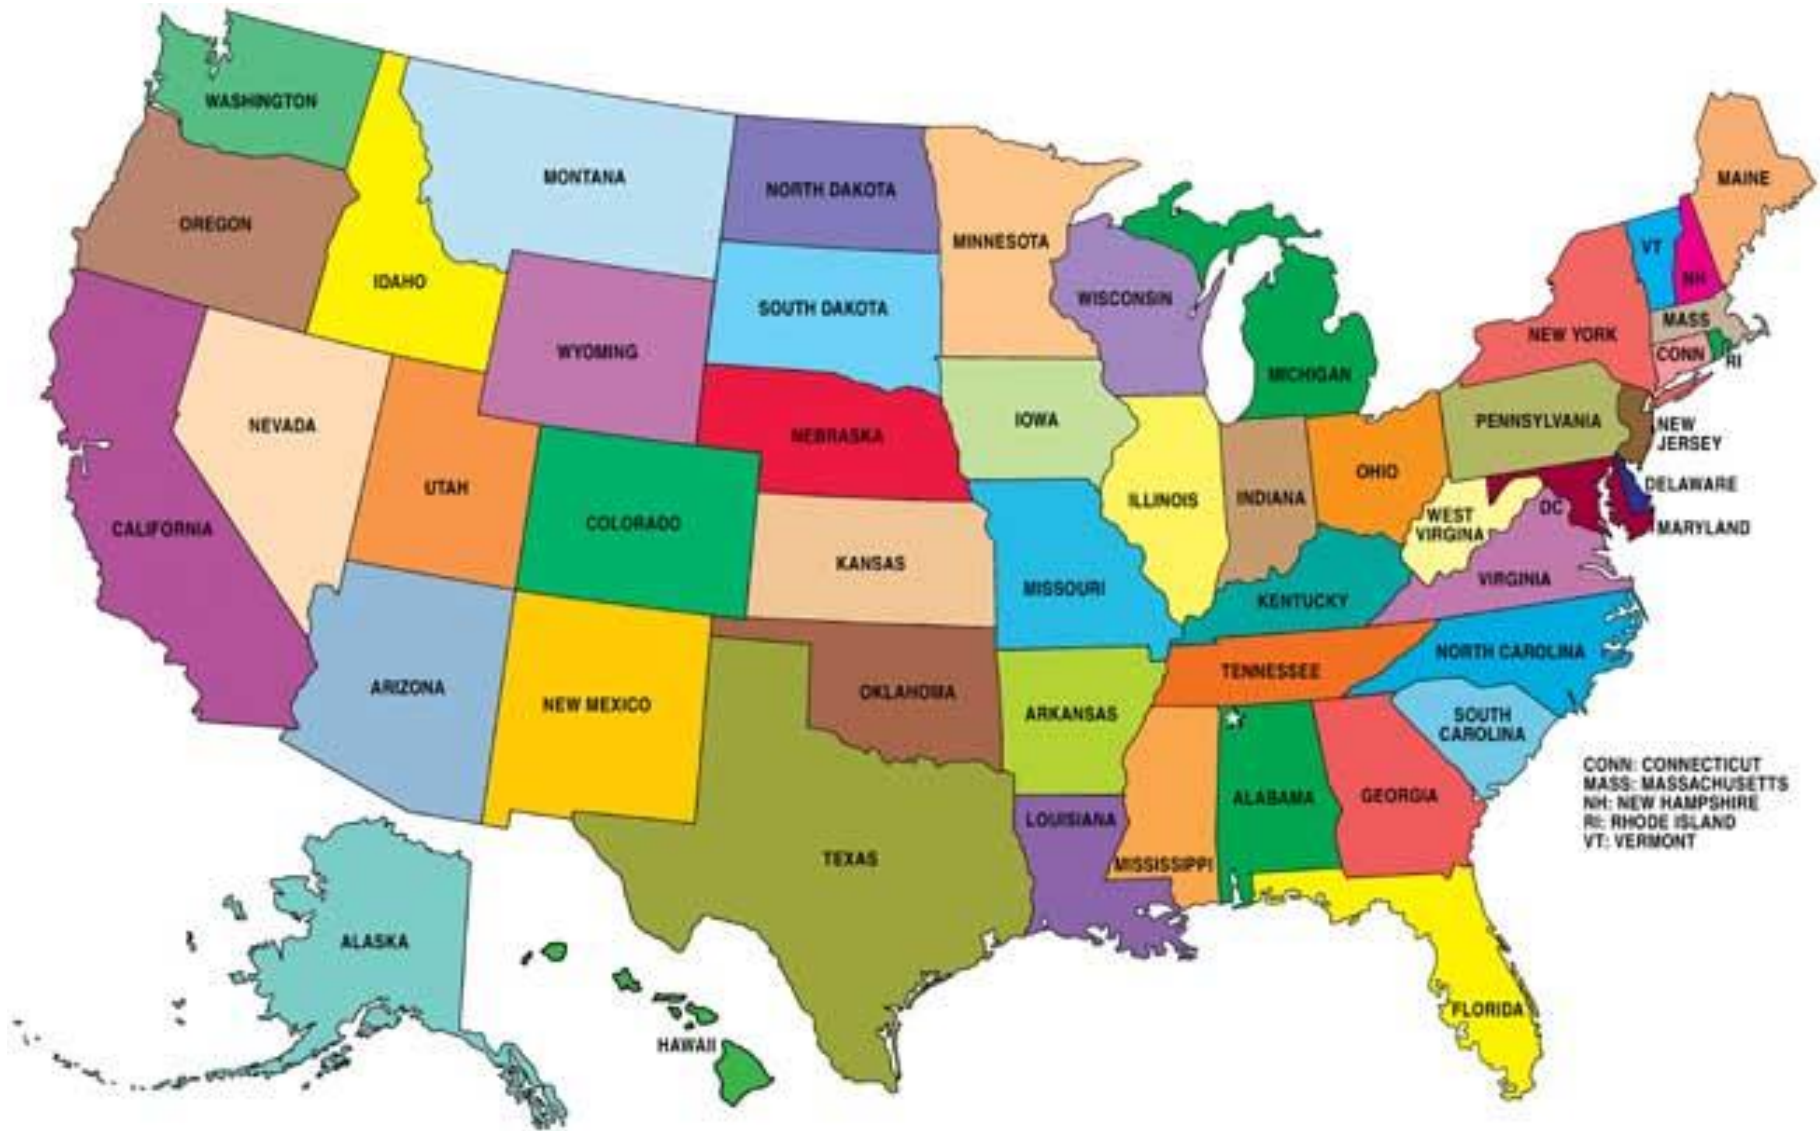 WASHINGTON
OREGON
IDAHO
MONTANA
NORTH DAKOTA
MINNESOTA
SOUTH DAKOTA
WYOMING
WISCONSIN
MICHIGAN
MAINE
VT
NH
MASS
NEW YORK
CONN
RI
CALIFORNIA
NEVADA
UTAH
COLORADO
NEBRASKA
IOWA
ILLINOIS
INDIANA
OHIO
PENNSYLVANIA
NEW
JERSEY
DELAWARE
MARYLAND
DC
WEST
VIRGINA
VIRGINIA
KANSAS
MISSOURI
KENTUCKY
ARIZONA
NEW MEXICO
OKLAHOMA
ARKANSAS
TENNESSEE
NORTH CAROLINA
SOUTH
CAROLINA
TEXAS
LOUISIANA
MISSISSIPPI
ALABAMA
GEORGIA
FLORIDA
ALASKA
HAWAII
CONN: CONNECTICUT
MASS: MASSACHUSETTS
NH: NEW HAMPSHIRE
RI: RHODE ISLAND
VT: VERMONT